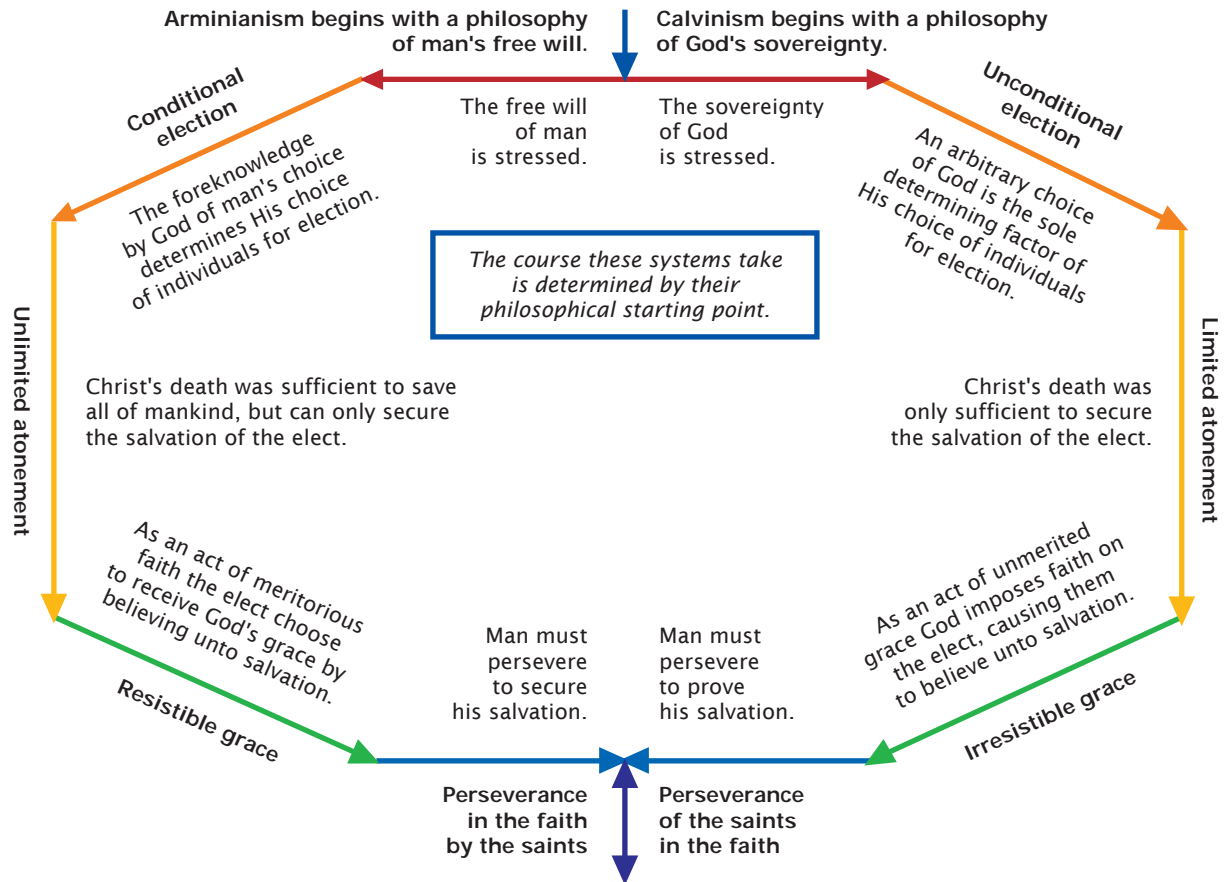 Arminianism begins with a philosophy
of man's free will.
Calvinism begins with a philosophy
of God's sovereignty.
Conditional
election
The free will
of man
is stressed.
The sovereignty
of God
is stressed.
Unconditional
election
The foreknowledge
by God of man's choice
determines His choice
of individuals for election.
An arbitrary choice
of God is the sole
determining factor of
His choice of individuals
for election.
The course these systems take
is determined by their
philosophical starting point.
Unlimited atonement
Christ's death was sufficient to save
all of mankind, but can only secure
the salvation of the elect.
Christ's death was
only sufficient to secure
the salvation of the elect.
Limited atonement
As an act of meritorious
faith the elect choose
to receive God's grace by
believing unto salvation.
Resistible grace
Man must
persevere
to secure
his salvation.
Man must
persevere
to prove
his salvation.
As an act of unmerited
grace God imposes faith on
the elect, causing them
to believe unto salvation.
Irresistible grace
Perseverance
in the faith
by the saints
Perseverance
of the saints
in the faith